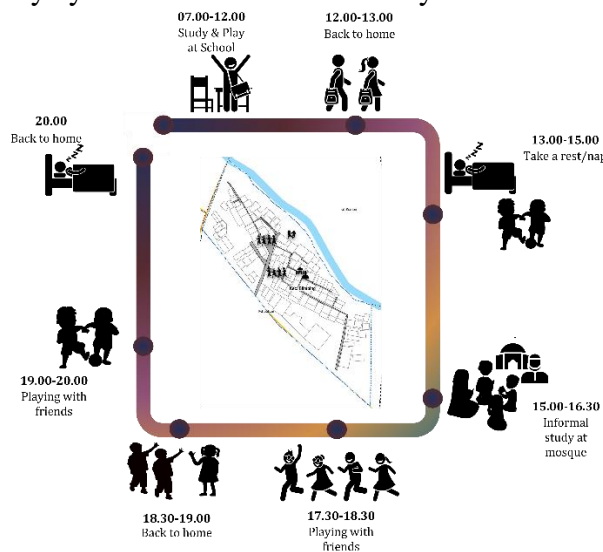 07.00-12.00
Study & Play
at School
12.00-13.00
Back to home
13.00-15.00
Take a rest/nap
15.00-16.30
Informal
study at
mosque
17.30-18.30
Playing with
friends
18.30-19.00
Back to home
19.00-20.00
Playing with
friends
20.00
Back to home